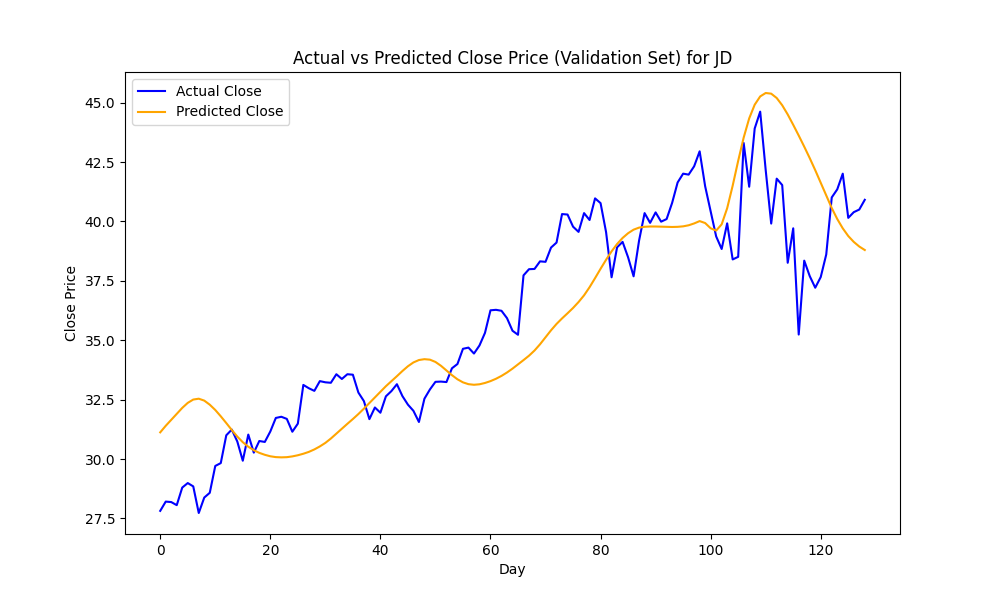 Actual vs Predicted Close Price (Validation Set) for JD
Actual Close
Predicted Close
45.0
42.5
40.0
37.5
35.0
32.5
30.0
27.5
Close Price
0 20 40 60 80 100 120
Day